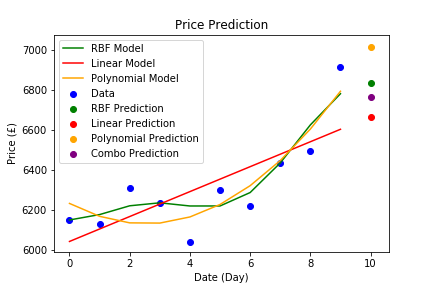 Price Prediction
7000
6800
6600
6400
6200
6000
Price (£)
RBF Model
Linear Model
Polynomial Model
Data
RBF Prediction
Linear Prediction
Polynomial Prediction
Combo Prediction
0
2
4
6
8
10
Date (Day)